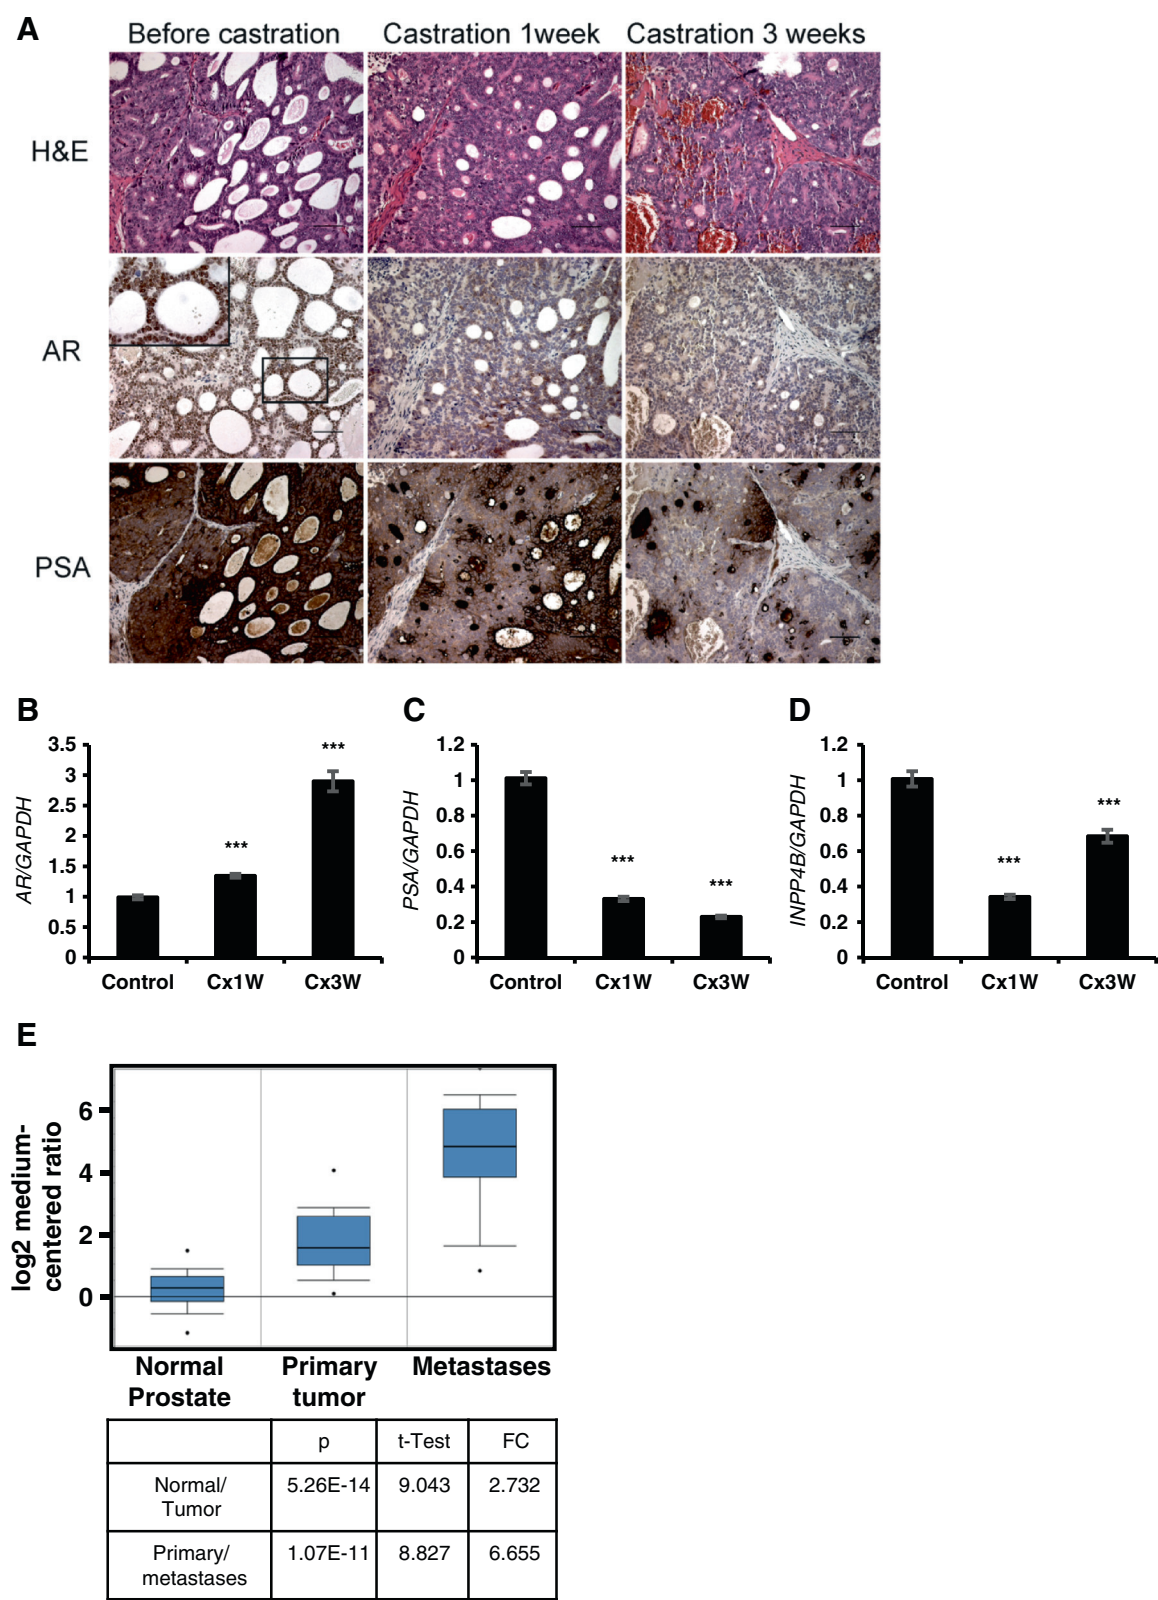 A
Before castration
Castration 1week
Castration 3 weeks
H&E
AR
PSA
B
AR/GAPDH
3.5
3
2.5
2
1.5
1
0.5
0
***
***
Control
Cx1W
Cx3W
C
PSA/GAPDH
1.2
1
0.8
0.6
0.4
0.2
0
***
***
Control
Cx1W
Cx3W
D
INPP4B/GAPDH
1.2
1
0.8
0.6
0.4
0.2
0
***
***
Control
Cx1W
Cx3W
E
log2 medium-
centered ratio
6
4
2
0
Normal
Prostate
Primary
tumor
Metastases
p
t-Test
FC
Normal/
Tumor
5.26E-14
9.043
2.732
Primary/
metastases
1.07E-11
8.827
6.655